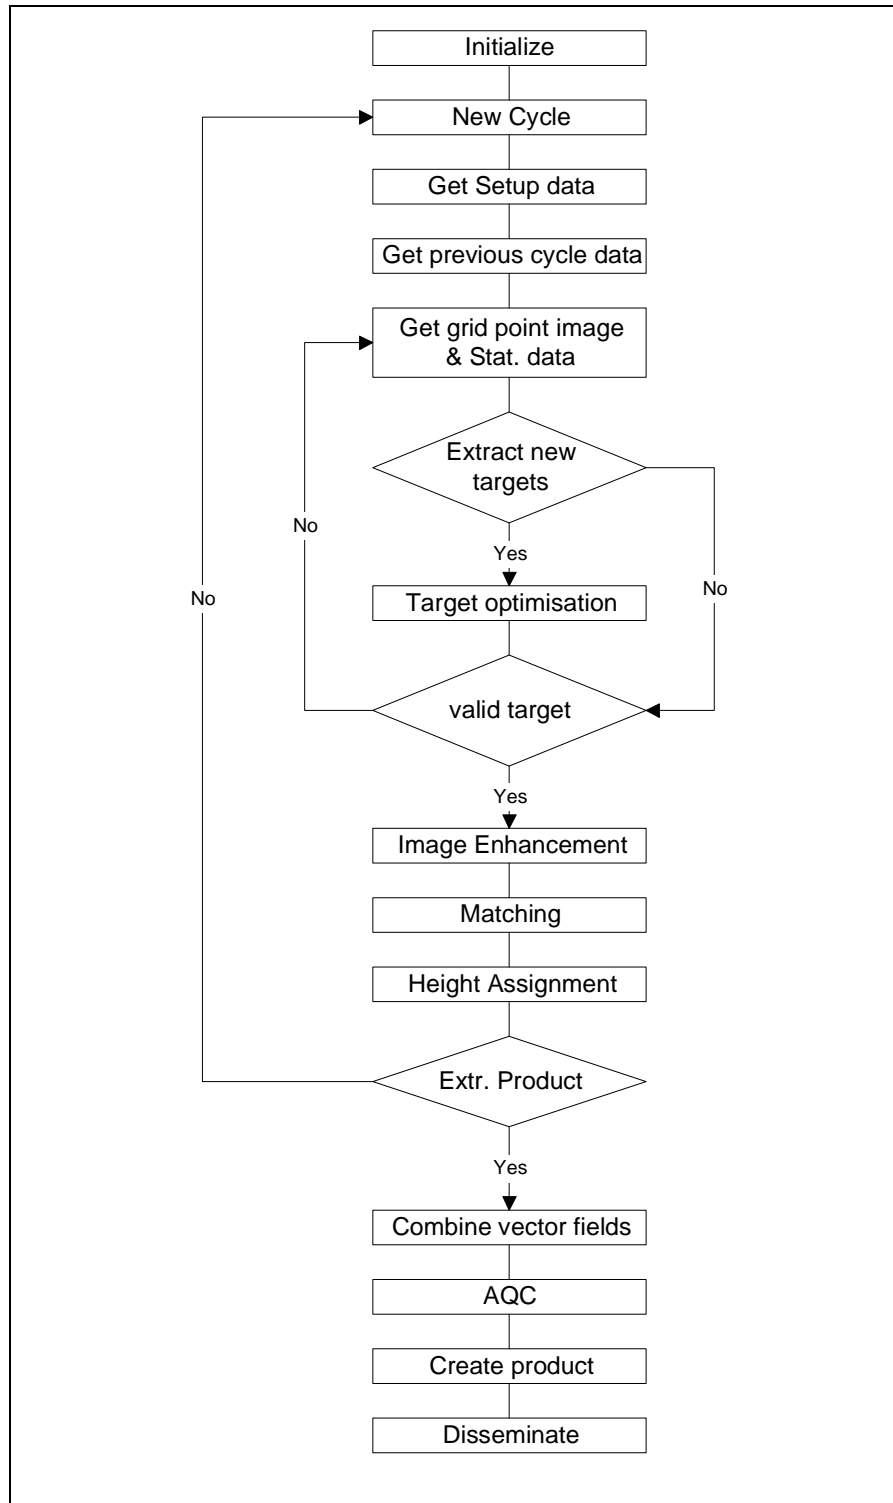 Initialize
New Cycle
Get Setup data
Get previous cycle data
Get grid point image
& Stat. data
Extract new
targets
No
Yes
No
Target optimisation
No
valid target
Yes
Image Enhancement
Matching
Height Assignment
Extr. Product
Yes
Combine vector fields
AQC
Create product
Disseminate